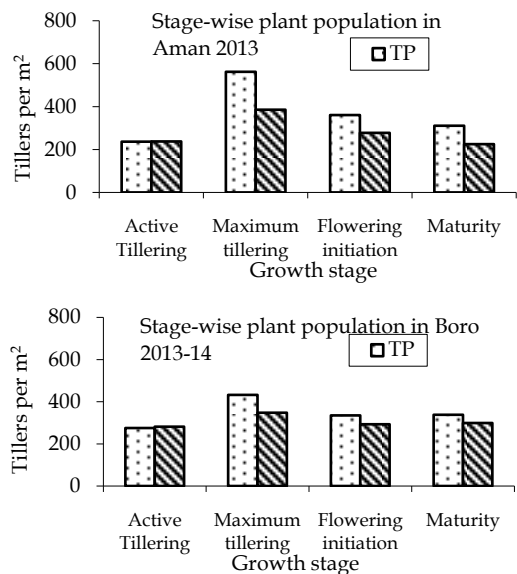 Stage-wise plant population in
Aman 2013
TP
800
600
400
200
0
Tillers per m²
Active Tillering
Maximum tillering
Flowering initiation
Maturity
Growth stage
Stage-wise plant population in Boro
2013-14
TP
800
600
400
200
0
Tillers per m²
Active Tillering
Maximum tillering
Flowering initiation
Maturity
Growth stage